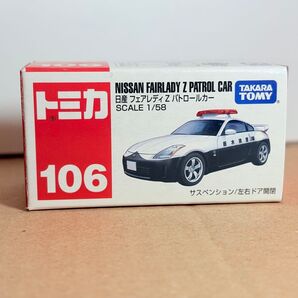 トミカ
106
NISSAN FAIRLADY Z PATROL CAR
日産 フェアレディ Z パトロールカー
SCALE 1/58
TAKARA
TOMY
サスペンション/左右ドア開閉